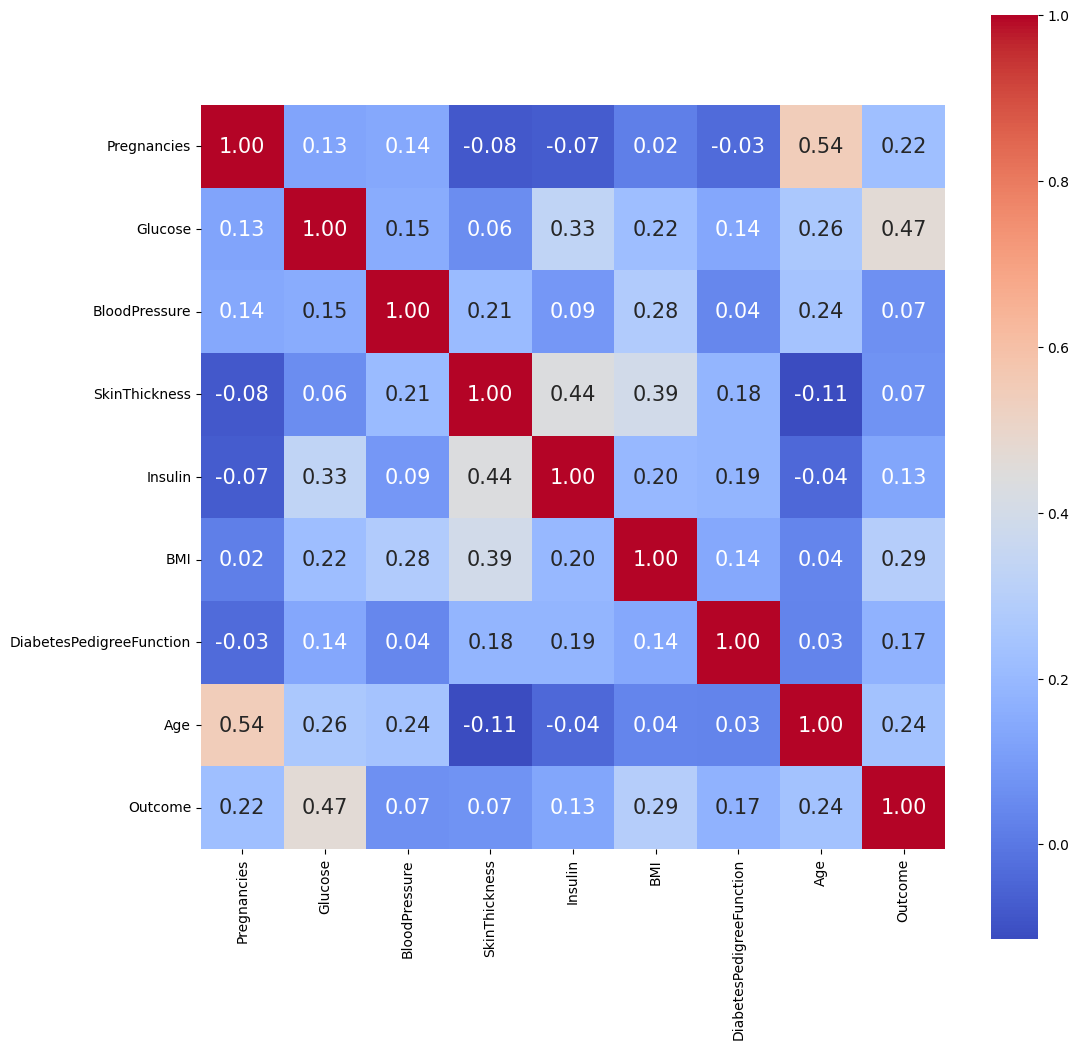 1.0
Pregnancies 1.00 0.13 0.14 -0.08 -0.07 0.02 -0.03 0.54 0.22
0.8
Glucose 0.13 1.00 0.15 0.06 0.33 0.22 0.14 0.26 0.47
BloodPressure 0.14 0.15 1.00 0.21 0.09 0.28 0.04 0.24 0.07
0.6
SkinThickness -0.08 0.06 0.21 1.00 0.44 0.39 0.18 -0.11 0.07
Insulin -0.07 0.33 0.09 0.44 1.00 0.20 0.19 -0.04 0.13
0.4
BMI 0.02 0.22 0.28 0.39 0.20 1.00 0.14 0.04 0.29
DiabetesPedigreeFunction -0.03 0.14 0.04 0.18 0.19 0.14 1.00 0.03 0.17
0.2
Age 0.54 0.26 0.24 -0.11 -0.04 0.04 0.03 1.00 0.24
Outcome 0.22 0.47 0.07 0.07 0.13 0.29 0.17 0.24 1.00
0.0
Pregnancies
Glucose
BloodPressure
SkinThickness
Insulin
BMI
DiabetesPedigreeFunction
Age
Outcome